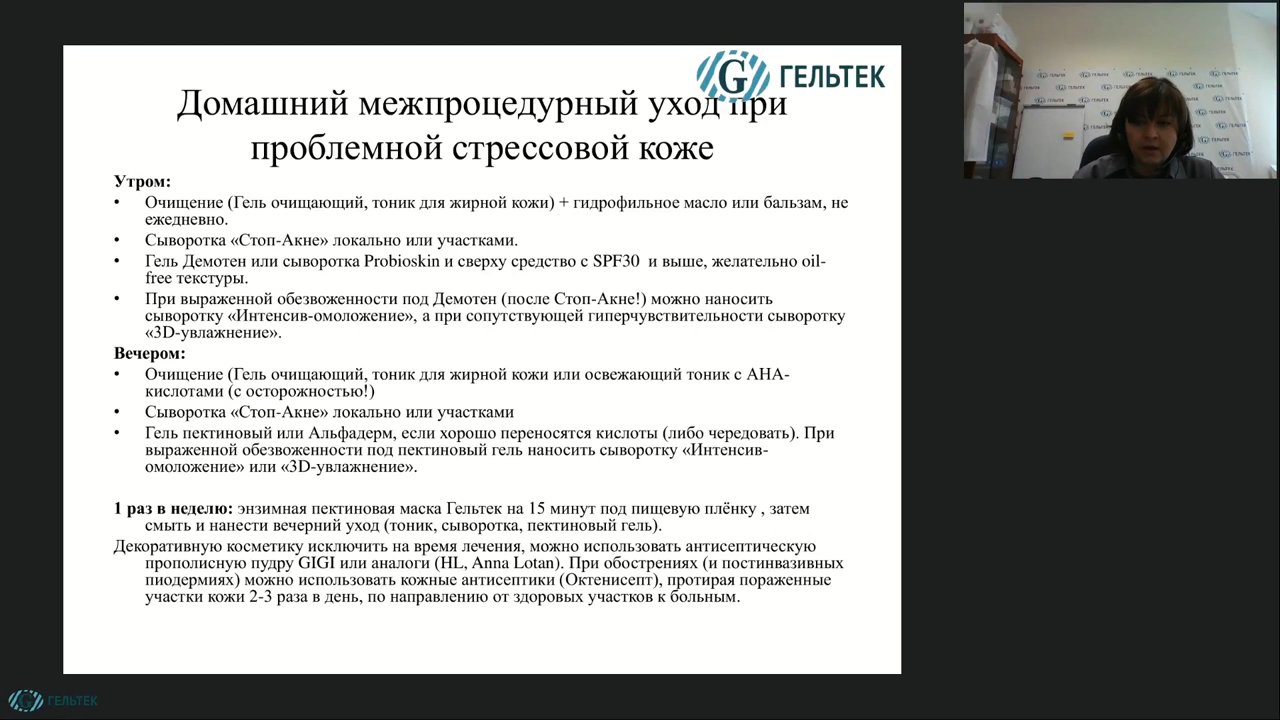 ГЕЛЬТЕК
Домашний межпроцедурный уход при
проблемной стрессовой коже
Утром:
• Очищение (Гель очищающий, тоник для жирной кожи) + гидрофильное масло или бальзам, не
ежедневно.
• Сыворотка «Стоп-Акне» локально или участками.
• Гель Демотен или сыворотка Probioskin и сверху средство с SPF30 и выше, желательно oil-
free текстуры.
• При выраженной обезвоженности под Демотен (после Стоп-Акне!) можно наносить
сыворотку «Интенсив-омоложение», а при сопутствующей гиперчувствительности сыворотку
«3D-увлажнение».
Вечером:
• Очищение (Гель очищающий, тоник для жирной кожи или освежающий тоник с АНА-
кислотами (с осторожностью!)
• Сыворотка «Стоп-Акне» локально или участками
• Гель пектиновый или Альфадерм, если хорошо переносятся кислоты (либо чередовать). При
выраженной обезвоженности под пектиновый гель наносить сыворотку «Интенсив-
омоложение» или «3D-увлажнение».
1 раз в неделю: энзимная пектиновая маска Гельтек на 15 минут под пищевую плёнку , затем
смыть и нанести вечерний уход (тоник, сыворотка, пектиновый гель).
Декоративную косметику исключить на время лечения, можно использовать антисептическую
прополисную пудру GIGI или аналоги (HL, Anna Lotan). При обострениях (и постинвазивных
пиодермиях) можно использовать кожные антисептики (Октенисепт), протирая пораженные
участки кожи 2-3 раза в день, по направлению от здоровых участков к больным.
ГЕЛЬТЕК